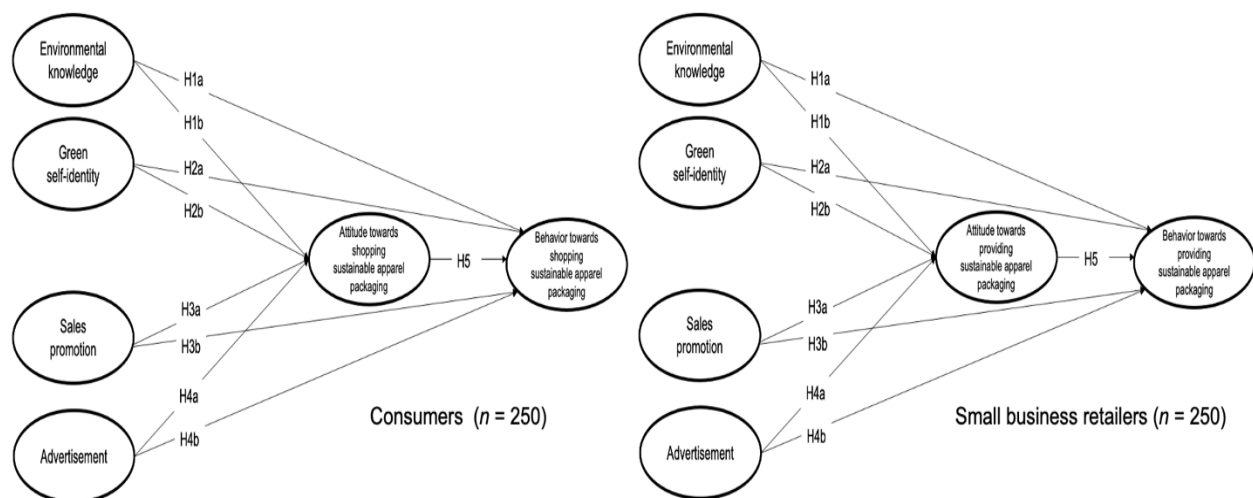 Environmental
knowledge
H1a
H1b
Green
self-identity
H2a
H2b
Attitude towards
shopping
sustainable apparel
packaging
H5
Behavior towards
shopping
sustainable apparel
packaging
Sales
promotion
H3a
H3b
H4a
H4b
Advertisement
Consumers (n = 250)
Environmental
knowledge
H1a
H1b
Green
self-identity
H2a
H2b
Attitude towards
providing
sustainable apparel
packaging
H5
Behavior towards
providing
sustainable apparel
packaging
Sales
promotion
H3a
H3b
H4a
H4b
Advertisement
Small business retailers (n = 250)